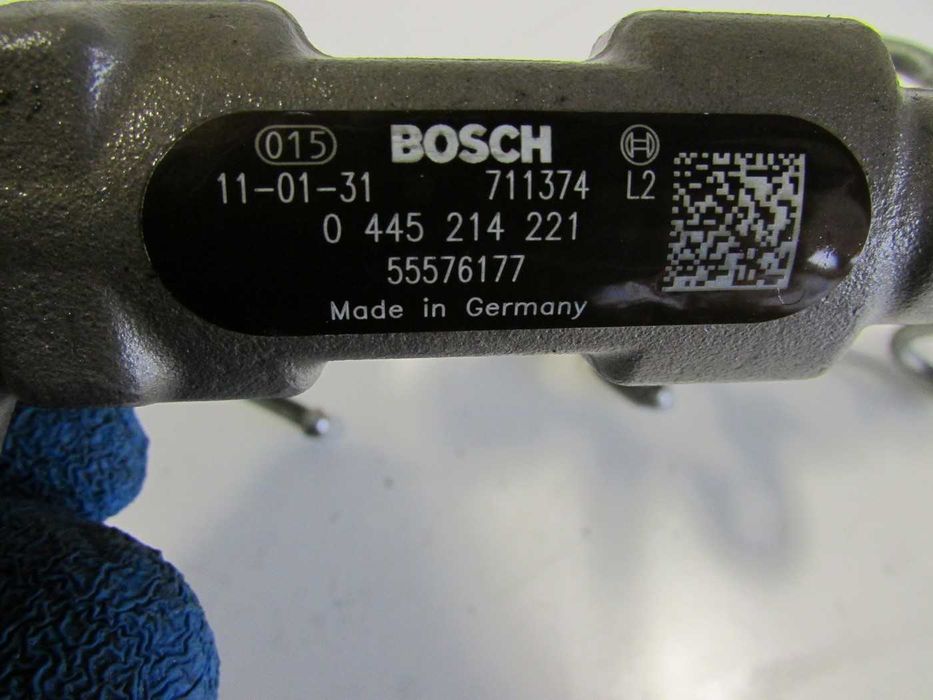 015 BOSCH
11-01-31 711374 L2
0 445 214 221
55576177
Made in Germany